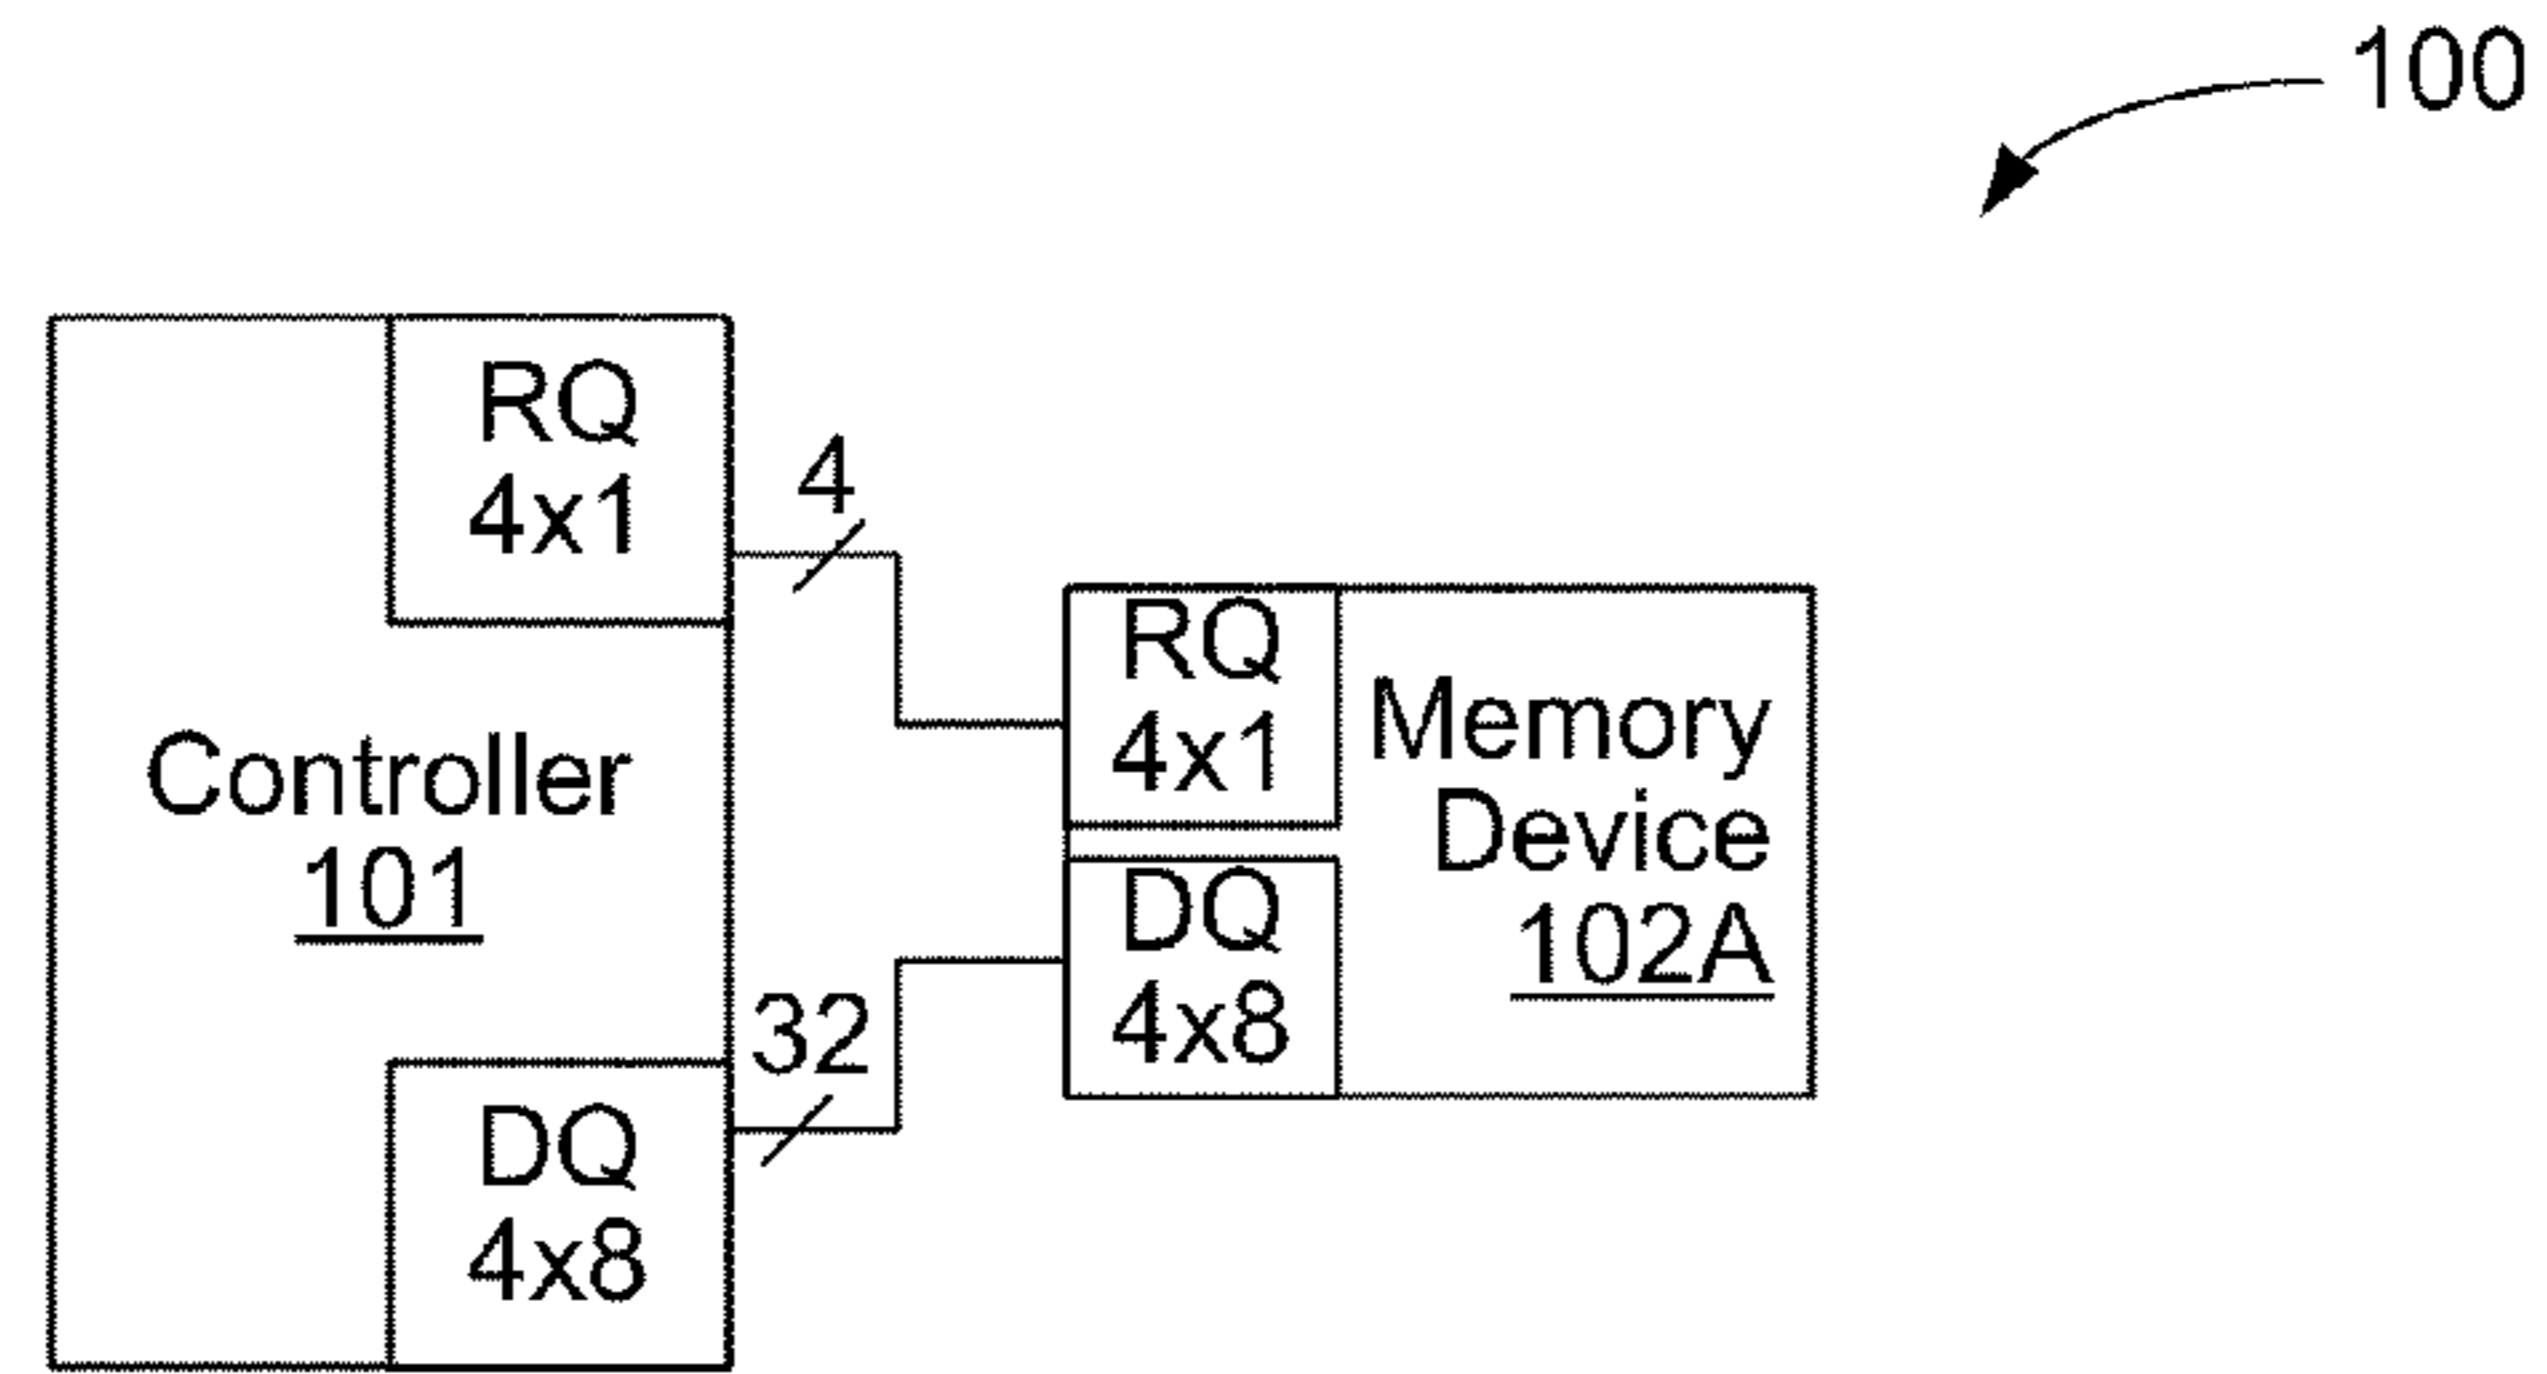 100
RQ
4x1
4
RQ
4x1
Memory
Device
102A
Controller
101
DQ
4x8
32
DQ
4x8